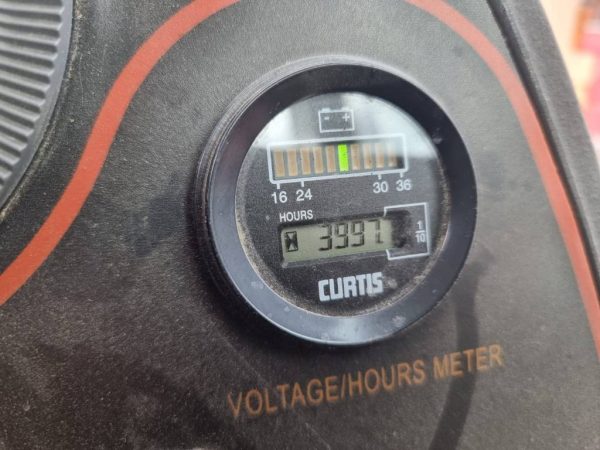 - +
16 24 30 36
HOURS
3997 1/10
CURTIS
VOLTAGE/HOURS METER